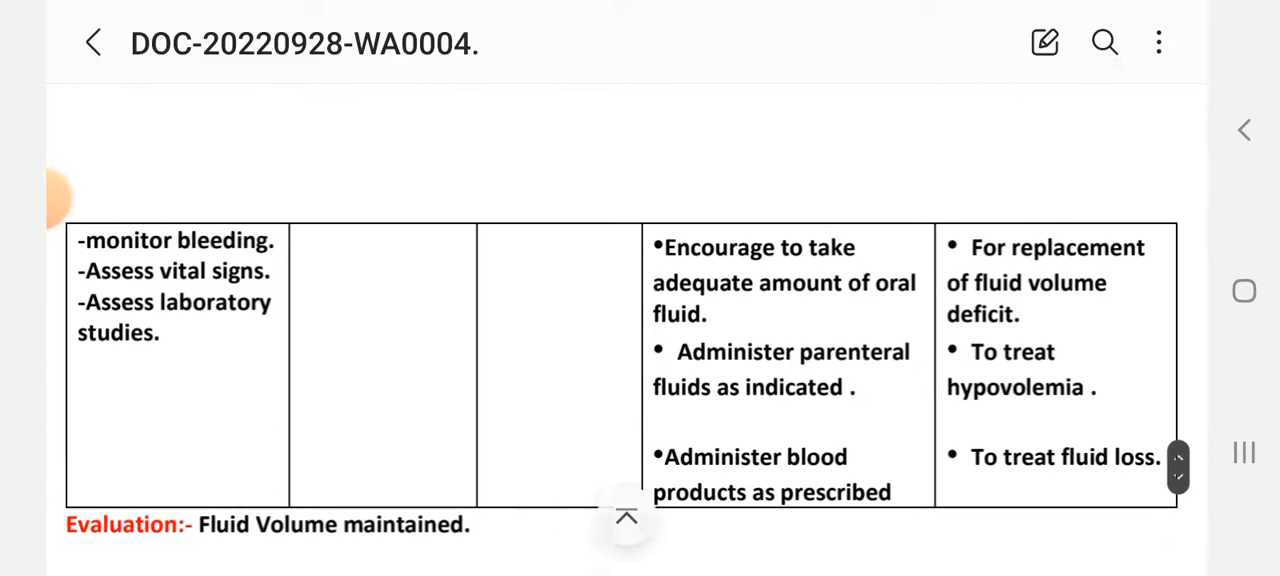 DOC-20220928-WA0004.
-monitor bleeding.
-Assess vital signs.
-Assess laboratory
studies.
•Encourage to take
adequate amount of oral
fluid.
• Administer parenteral
fluids as indicated .
•Administer blood
products as prescribed
• For replacement
of fluid volume
deficit.
• To treat
hypovolemia .
• To treat fluid loss.
Evaluation:- Fluid Volume maintained.